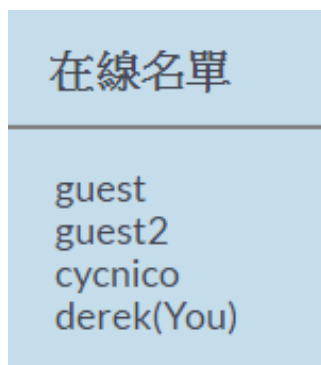 在線名單
guest
guest2
cycnico
derek(You)